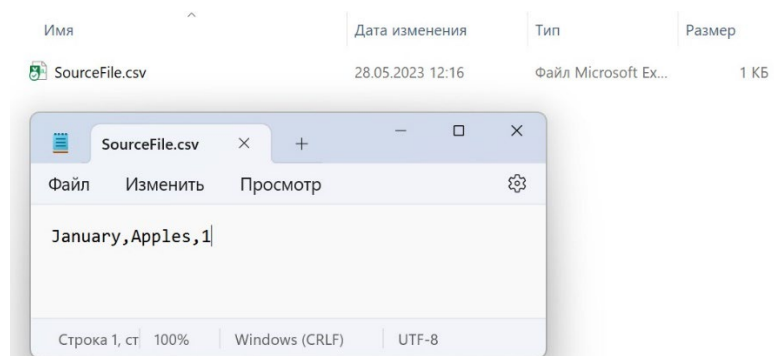 Имя Дата изменения Тип Размер
SourceFile.csv 28.05.2023 12:16 Файл Microsoft Ex... 1 КБ
SourceFile.csv
Файл Изменить Просмотр
January,Apples,1
Строка 1, ст 100% Windows (CRLF) UTF-8